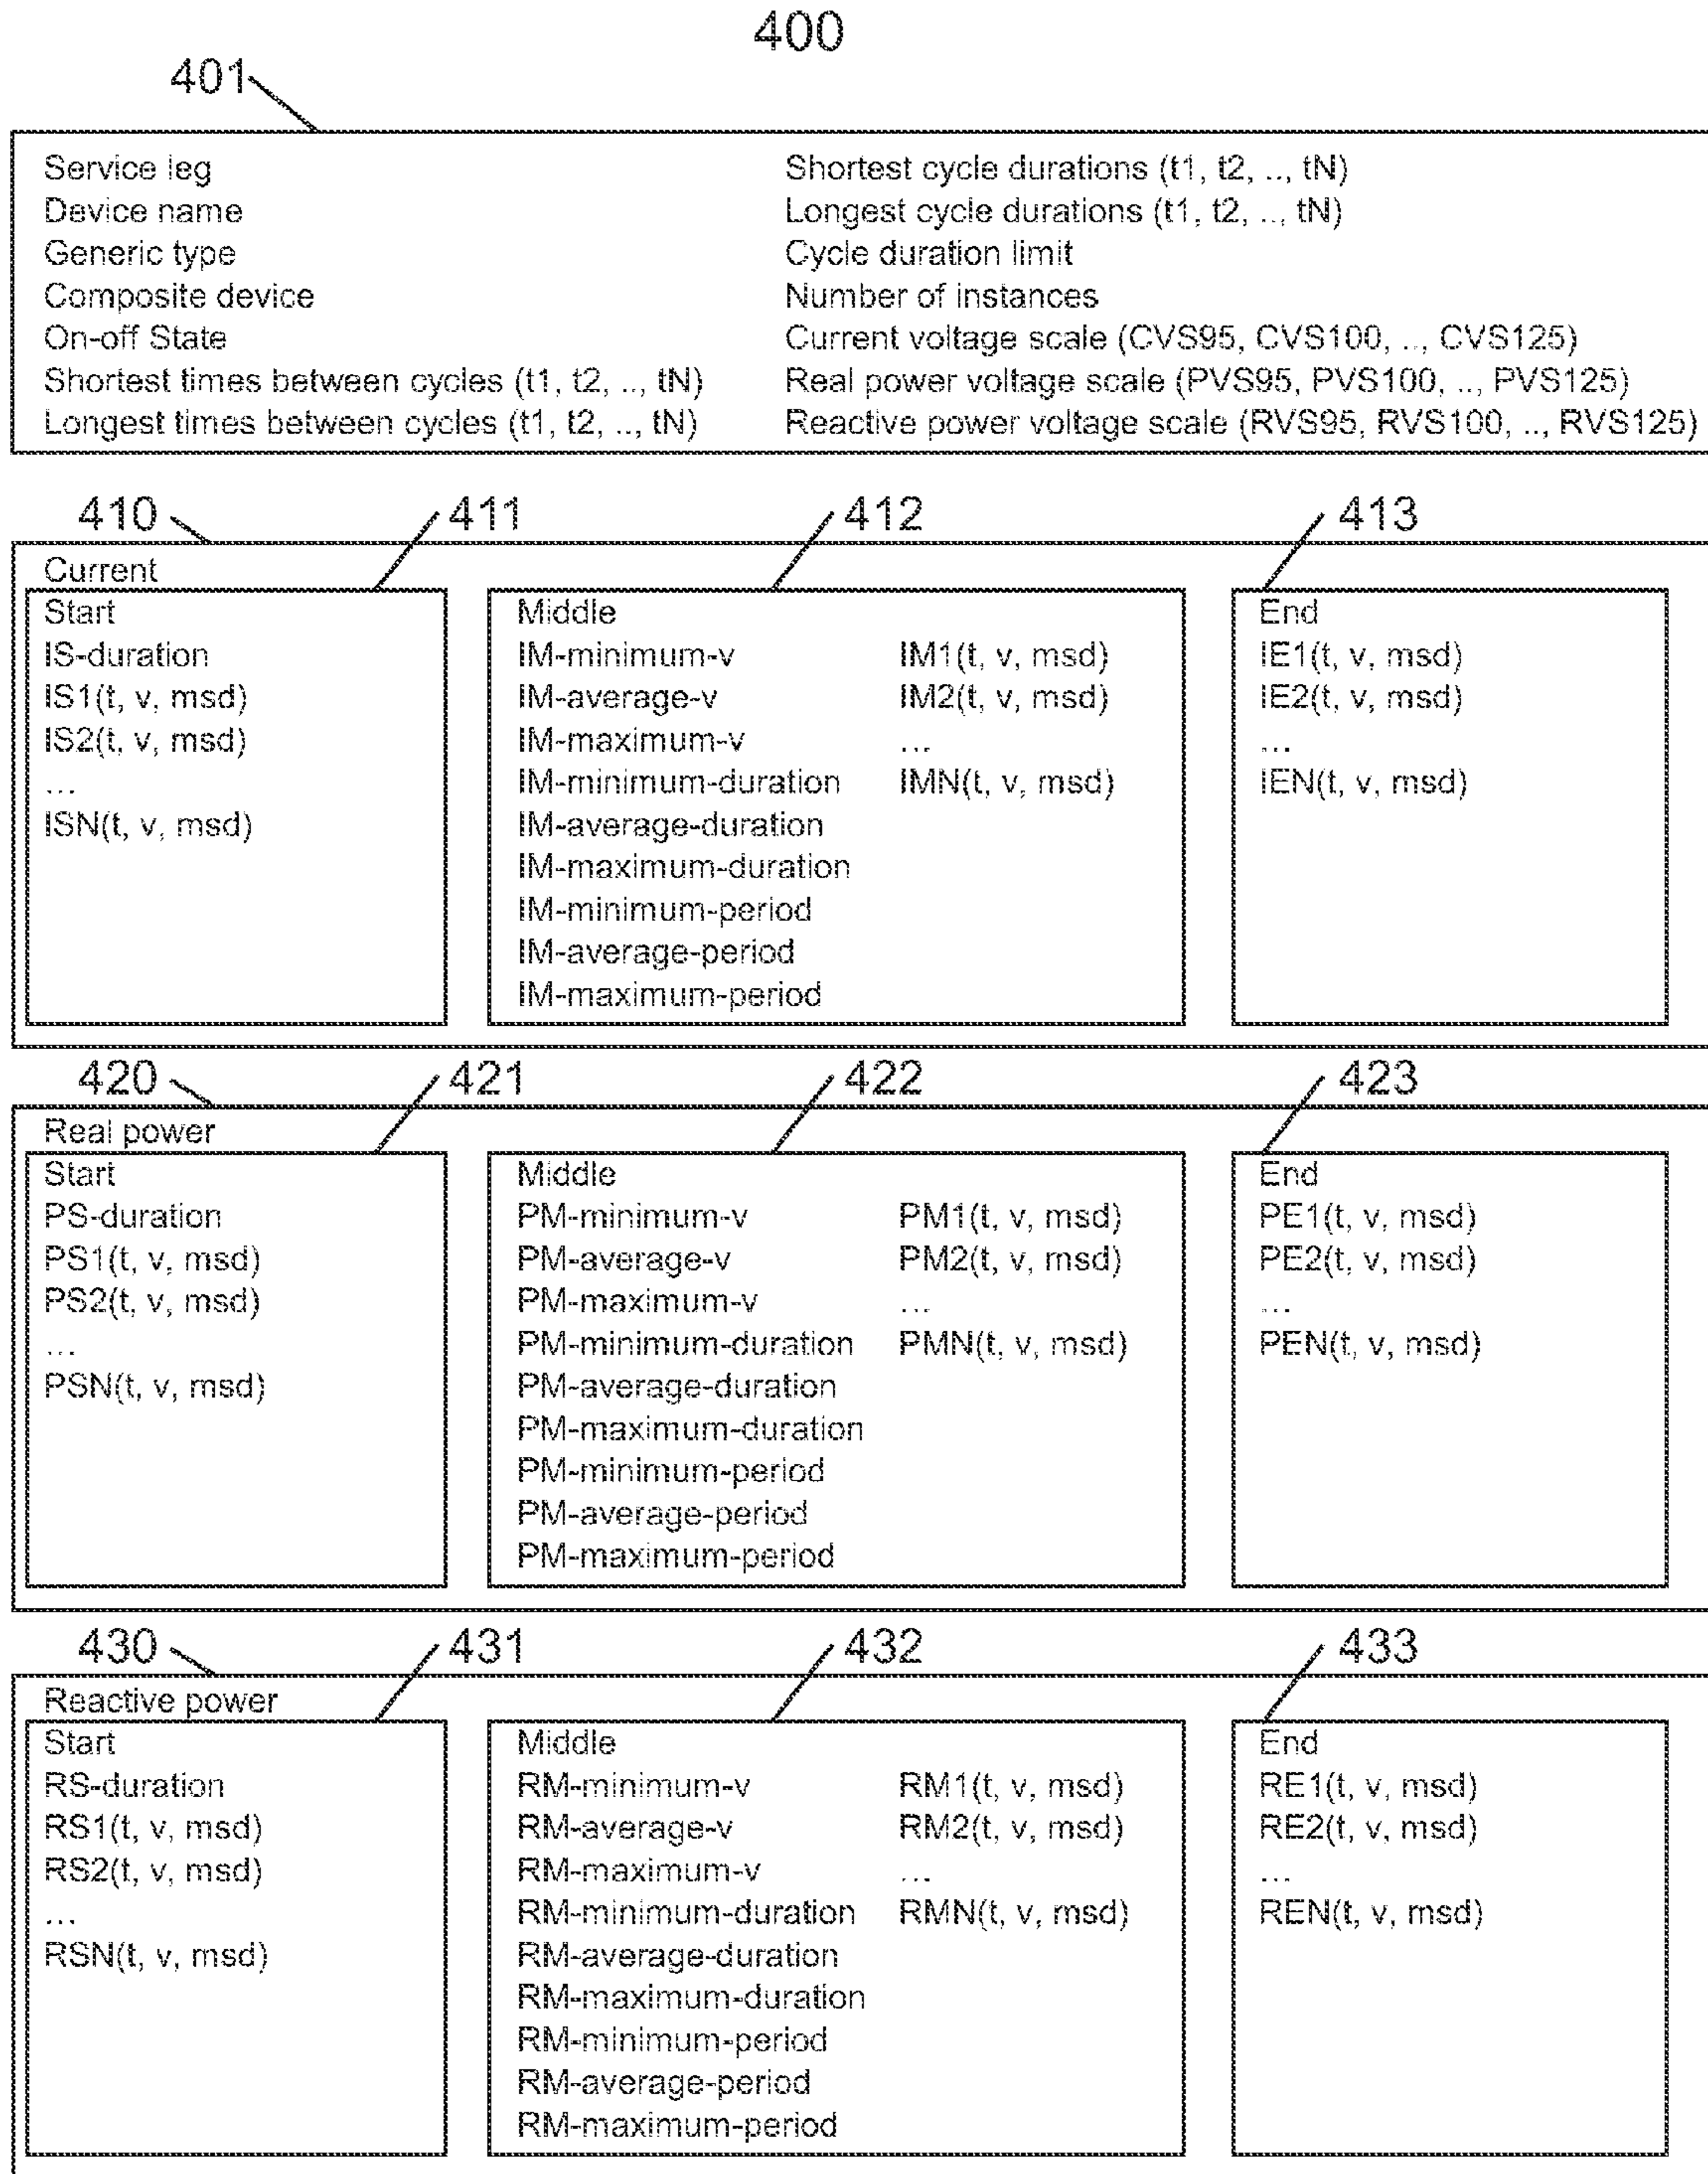 400
401
Service leg
Device name
Generic type
Composite device
On-off State
Shortest times between cycles (t1, t2, .., tN)
Longest times between cycles (t1, t2, .., tN)
Shortest cycle durations (t1, t2, .., tN)
Longest cycle durations (t1, t2, .., tN)
Cycle duration limit
Number of instances
Current voltage scale (CVS95, CVS100, .., CVS125)
Real power voltage scale (PVS95, PVS100, .., PVS125)
Reactive power voltage scale (RVS95, RVS100, .., RVS125)
410 411 412 413
Current
Start
IS-duration
IS1(t, v, msd)
IS2(t, v, msd)
...
ISN(t, v, msd)
Middle
IM-minimum-v
IM-average-v
IM-maximum-v
IM-minimum-duration
IM-average-duration
IM-maximum-duration
IM-minimum-period
IM-average-period
IM-maximum-period
IM1(t, v, msd)
IM2(t, v, msd)
...
IMN(t, v, msd)
End
IE1(t, v, msd)
IE2(t, v, msd)
...
IEN(t, v, msd)
420 421 422 423
Real power
Start
PS-duration
PS1(t, v, msd)
PS2(t, v, msd)
...
PSN(t, v, msd)
Middle
PM-minimum-v
PM-average-v
PM-maximum-v
PM-minimum-duration
PM-average-duration
PM-maximum-duration
PM-minimum-period
PM-average-period
PM-maximum-period
PM1(t, v, msd)
PM2(t, v, msd)
...
PMN(t, v, msd)
End
PE1(t, v, msd)
PE2(t, v, msd)
...
PEN(t, v, msd)
430 431 432 433
Reactive power
Start
RS-duration
RS1(t, v, msd)
RS2(t, v, msd)
...
RSN(t, v, msd)
Middle
RM-minimum-v
RM-average-v
RM-maximum-v
RM-minimum-duration
RM-average-duration
RM-maximum-duration
RM-minimum-period
RM-average-period
RM-maximum-period
RM1(t, v, msd)
RM2(t, v, msd)
...
RMN(t, v, msd)
End
RE1(t, v, msd)
RE2(t, v, msd)
...
REN(t, v, msd)